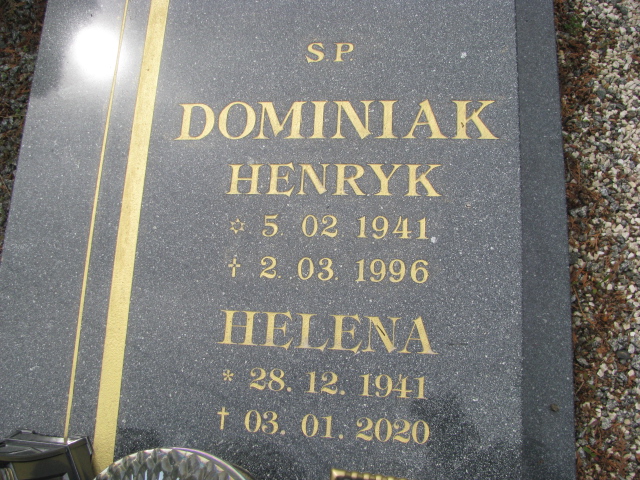 S.P
DOMINIAK
HENRYK
✡ 5. 02 1941
† 2. 03. 1996
HELENA
* 28. 12. 1941
† 03. 01. 2020